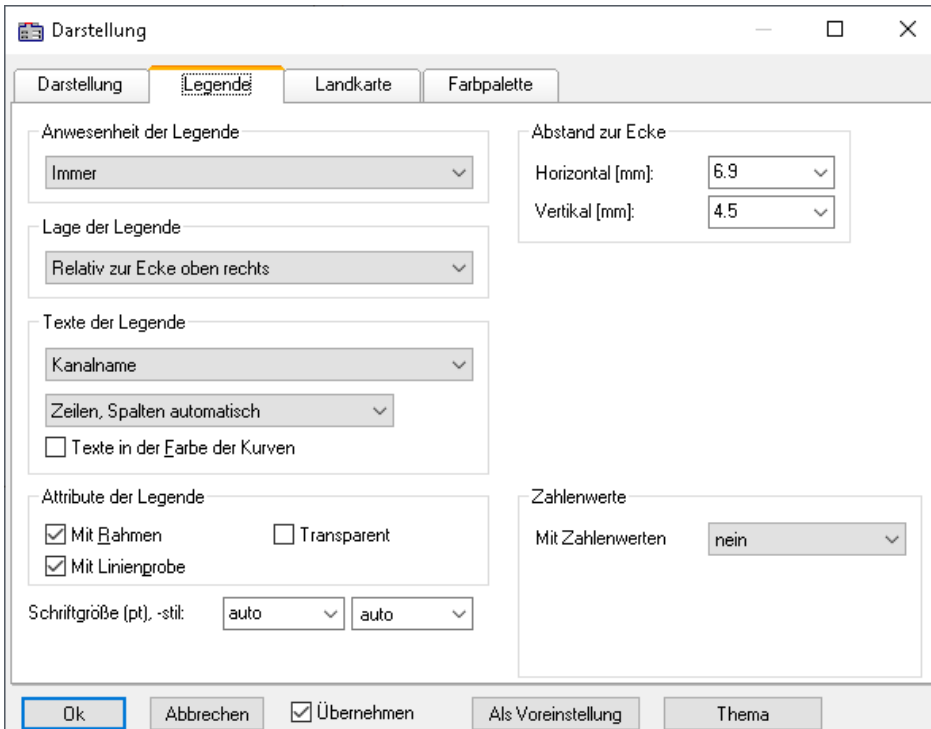 Darstellung
Darstellung Legende Landkarte Farbpalette
Anwesenheit der Legende
Immer
Lage der Legende
Relativ zur Ecke oben rechts
Texte der Legende
Kanalname
Zeilen, Spalten automatisch
Texte in der Farbe der Kurven
Attribute der Legende
Mit Rahmen Transparent
Mit Linienprobe
Schriftgröße (pt), -stil: auto auto
Abstand zur Ecke
Horizontal [mm]: 6.9
Vertikal [mm]: 4.5
Zahlenwerte
Mit Zahlenwerten nein
Ok Abbrechen Übernehmen Als Voreinstellung Thema